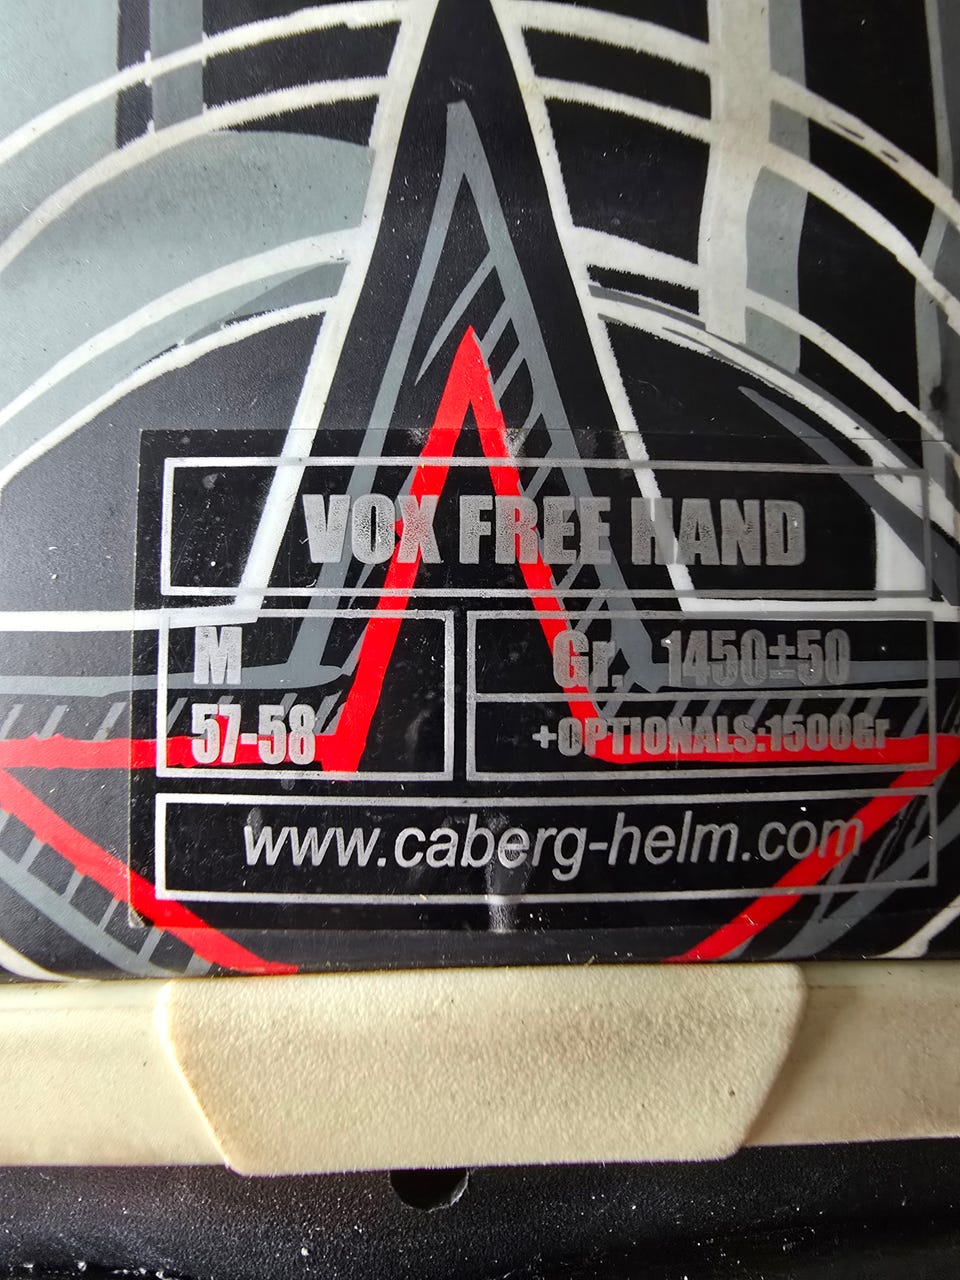 VOX FREE HAND
M
57-58
Gr. 1450±50
+OPTIONALS:1500Gr
www.caberg-helm.com